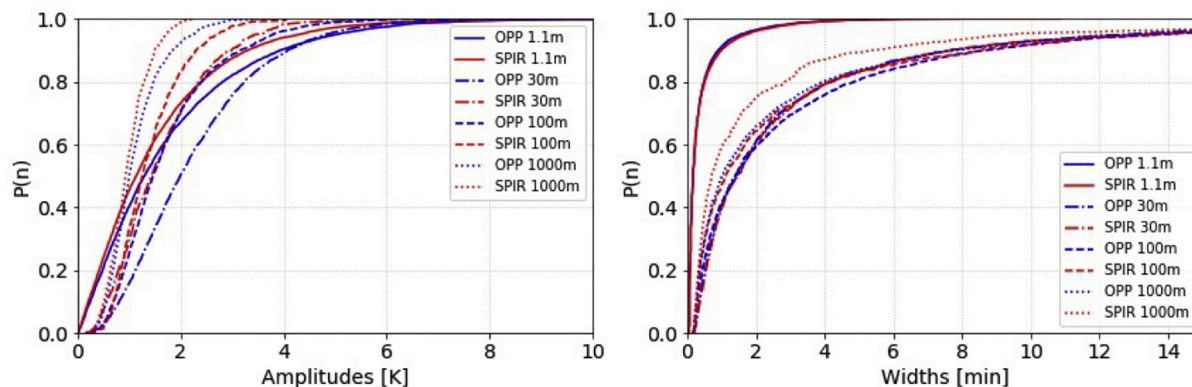 P(n)
1.0
0.8
0.6
0.4
0.2
0.0
0 2 4 6 8 10
Amplitudes [K]
OPP 1.1m
SPIR 1.1m
OPP 30m
SPIR 30m
OPP 100m
SPIR 100m
OPP 1000m
SPIR 1000m
P(n)
1.0
0.8
0.6
0.4
0.2
0.0
0 2 4 6 8 10 12 14
Widths [min]
OPP 1.1m
SPIR 1.1m
OPP 30m
SPIR 30m
OPP 100m
SPIR 100m
OPP 1000m
SPIR 1000m